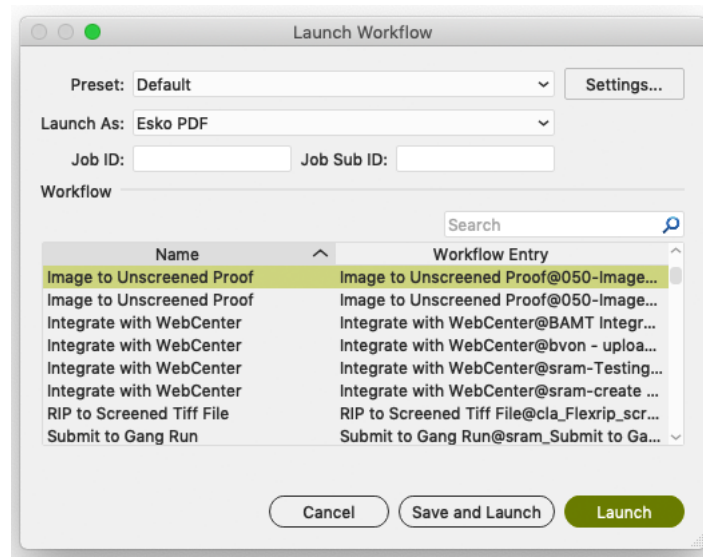 Launch Workflow
Preset: Default Settings...
Launch As: Esko PDF
Job ID: Job Sub ID:
Workflow
Search
Name Workflow Entry
Image to Unscreened Proof Image to Unscreened Proof@050-Image...
Image to Unscreened Proof Image to Unscreened Proof@050-Image...
Integrate with WebCenter Integrate with WebCenter@BAMT Integr...
Integrate with WebCenter Integrate with WebCenter@bvon - uploa...
Integrate with WebCenter Integrate with WebCenter@sram-Testing...
Integrate with WebCenter Integrate with WebCenter@sram-create ...
RIP to Screened Tiff File RIP to Screened Tiff File@cla_Flexrip_scr...
Submit to Gang Run Submit to Gang Run@sram_Submit to Ga...
Cancel Save and Launch Launch